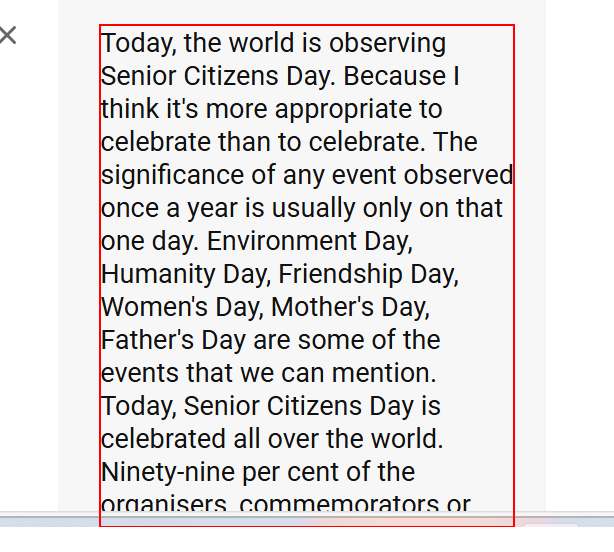 Today, the world is observing
Senior Citizens Day. Because I
think it's more appropriate to
celebrate than to celebrate. The
significance of any event observed
once a year is usually only on that
one day. Environment Day,
Humanity Day, Friendship Day,
Women's Day, Mother's Day,
Father's Day are some of the
events that we can mention.
Today, Senior Citizens Day is
celebrated all over the world.
Ninety-nine per cent of the
organisers, commemorators or